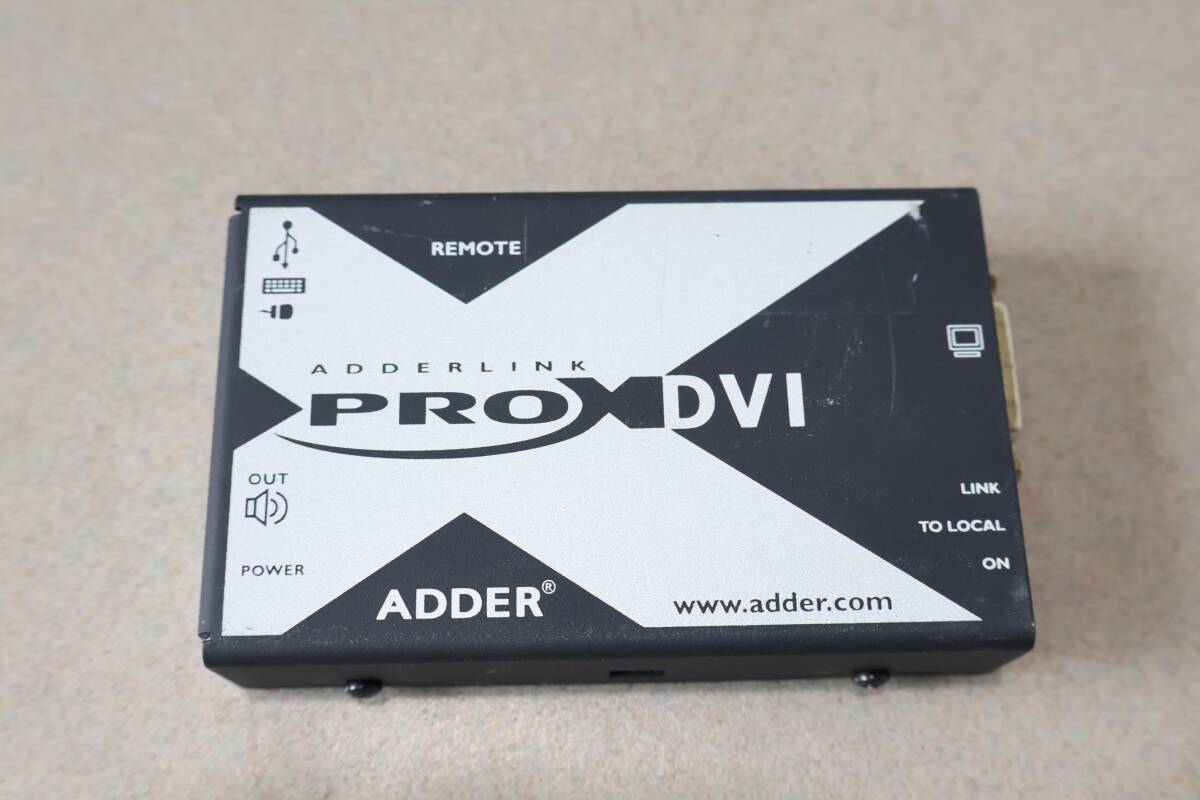 REMOTE
ADDERLINK
PROXDVI
OUT
POWER
LINK
TO LOCAL
ON
ADDER®
www.adder.com